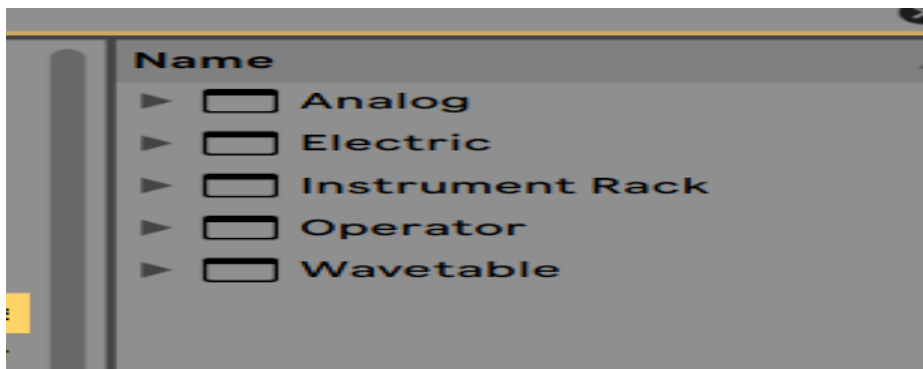 Name
Analog
Electric
Instrument Rack
Operator
Wavetable